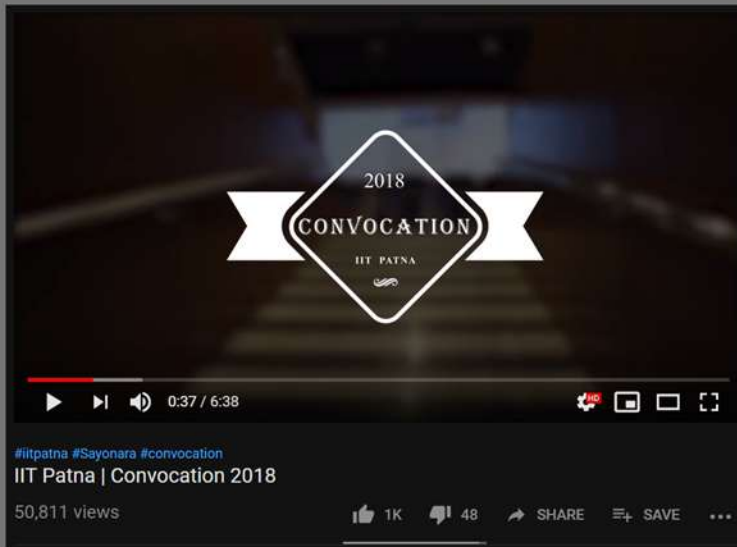 2018
CONVOCATION
IIT PATNA
0:37 / 6:38
HD
#iitpatna #Sayonara #convocation
IIT Patna | Convocation 2018
50,811 views 1K 48 SHARE SAVE